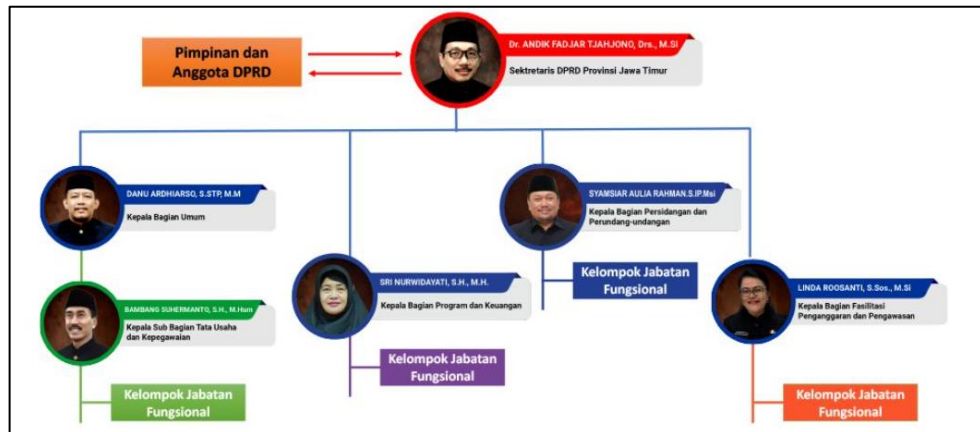 Pimpinan dan
Anggota DPRD
Dr. ANDIK FADJAR TJAHJONO, Drs., M.Si
Sekretaris DPRD Provinsi Jawa Timur
DANU ARDHIARSO, S.STP, M.M
Kepala Bagian Umum
SYAMSIAR AULIA RAHMAN.S.IP.Msi
Kepala Bagian Persidangan dan
Perundang-undangan
Kelompok Jabatan
Fungsional
SRI NURWIDAYATI, S.H., M.H.
Kepala Bagian Program dan Keuangan
LINDA ROOSANTI, S.Sos., M.Si
Kepala Bagian Fasilitasi
Penganggaran dan Pengawasan
BAMBANG SUHERMANTO, S.H., M.Hum
Kepala Sub Bagian Tata Usaha
dan Kepegawaian
Kelompok Jabatan
Fungsional
Kelompok Jabatan
Fungsional
Kelompok Jabatan
Fungsional